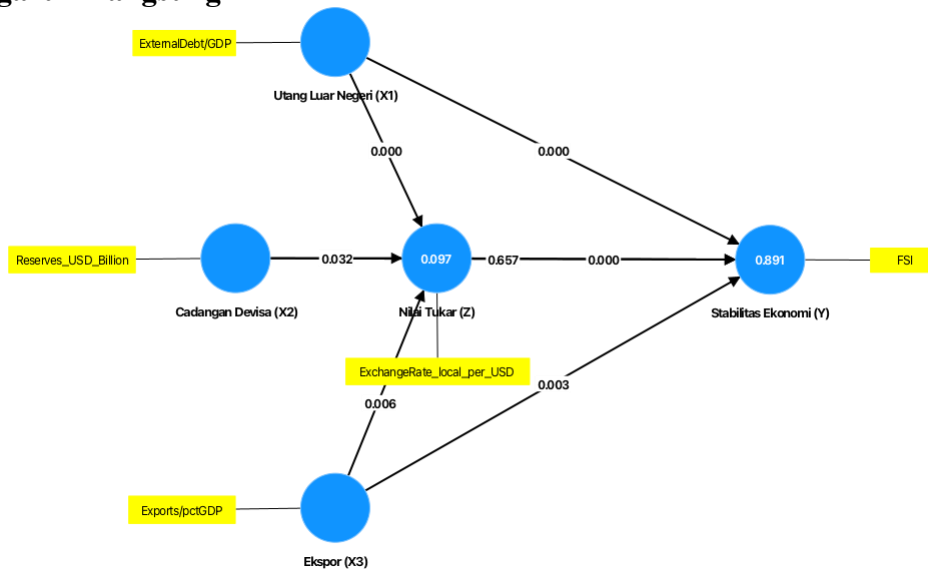 ExternalDebt/GDP
Utang Luar Negeri (X1)
0.000
0.000
Reserves_USD_Billion
0.032
0.097
0.657
0.000
0.891
FSI
Cadangan Devisa (X2)
Nilai Tukar (Z)
Stabilitas Ekonomi (Y)
ExchangeRate_local_per_USD
0.003
0.006
Exports/pctGDP
Ekspor (X3)